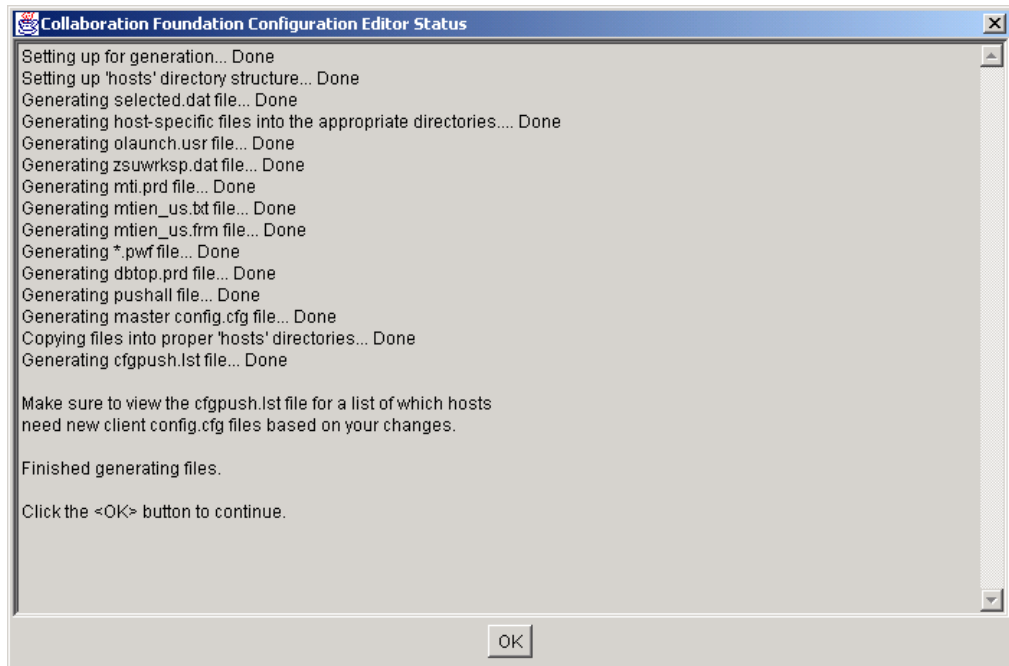 Collaboration Foundation Configuration Editor Status
Setting up for generation... Done
Setting up 'hosts' directory structure... Done
Generating selected.dat file... Done
Generating host-specific files into the appropriate directories.... Done
Generating olaunch.usr file... Done
Generating zsuwrksp.dat file... Done
Generating mti.prd file... Done
Generating mtien_us.txt file... Done
Generating mtien_us.frm file... Done
Generating *.pwf file... Done
Generating dbtop.prd file... Done
Generating pushall file... Done
Generating master config.cfg file... Done
Copying files into proper 'hosts' directories... Done
Generating cfgpush.lst file... Done
Make sure to view the cfgpush.lst file for a list of which hosts
need new client config.cfg files based on your changes.
Finished generating files.
Click the <OK> button to continue.
OK